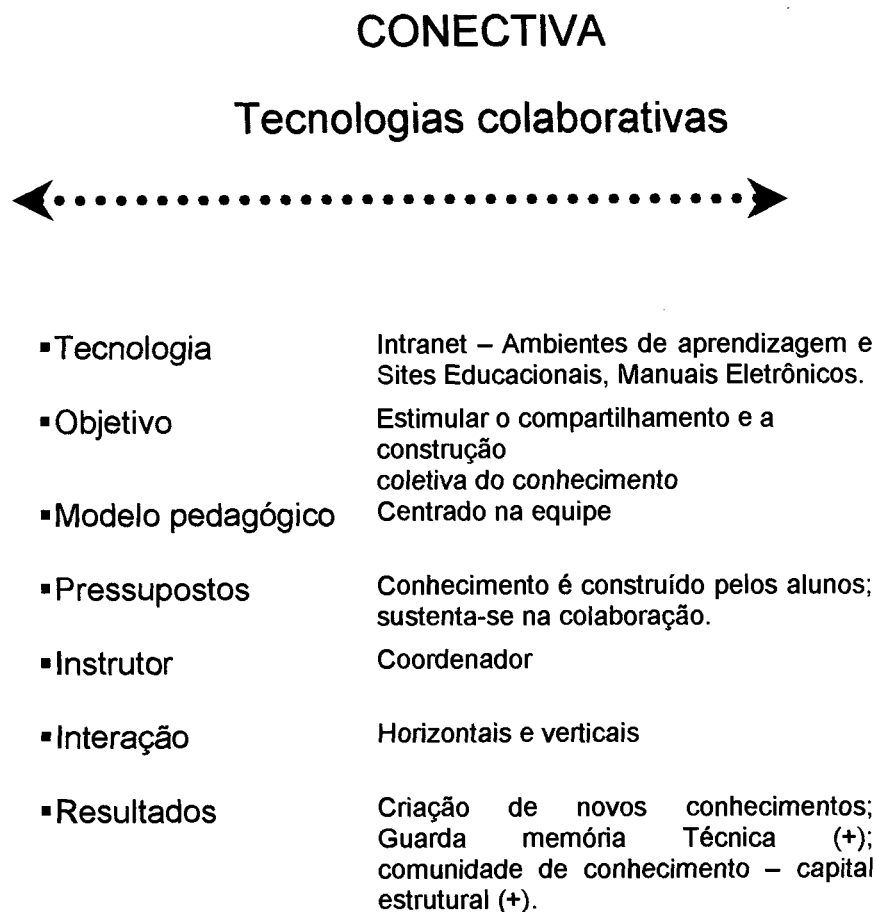 CONECTIVA
Tecnologias colaborativas
▪Tecnologia
Intranet – Ambientes de aprendizagem e
Sites Educacionais, Manuais Eletrônicos.
▪Objetivo
Estimular o compartilhamento e a
construção
coletiva do conhecimento
▪Modelo pedagógico
Centrado na equipe
▪Pressupostos
Conhecimento é construído pelos alunos;
sustenta-se na colaboração.
▪Instrutor
Coordenador
▪Interação
Horizontais e verticais
▪Resultados
Criação de novos conhecimentos;
Guarda memória Técnica (+);
comunidade de conhecimento – capital
estrutural (+).